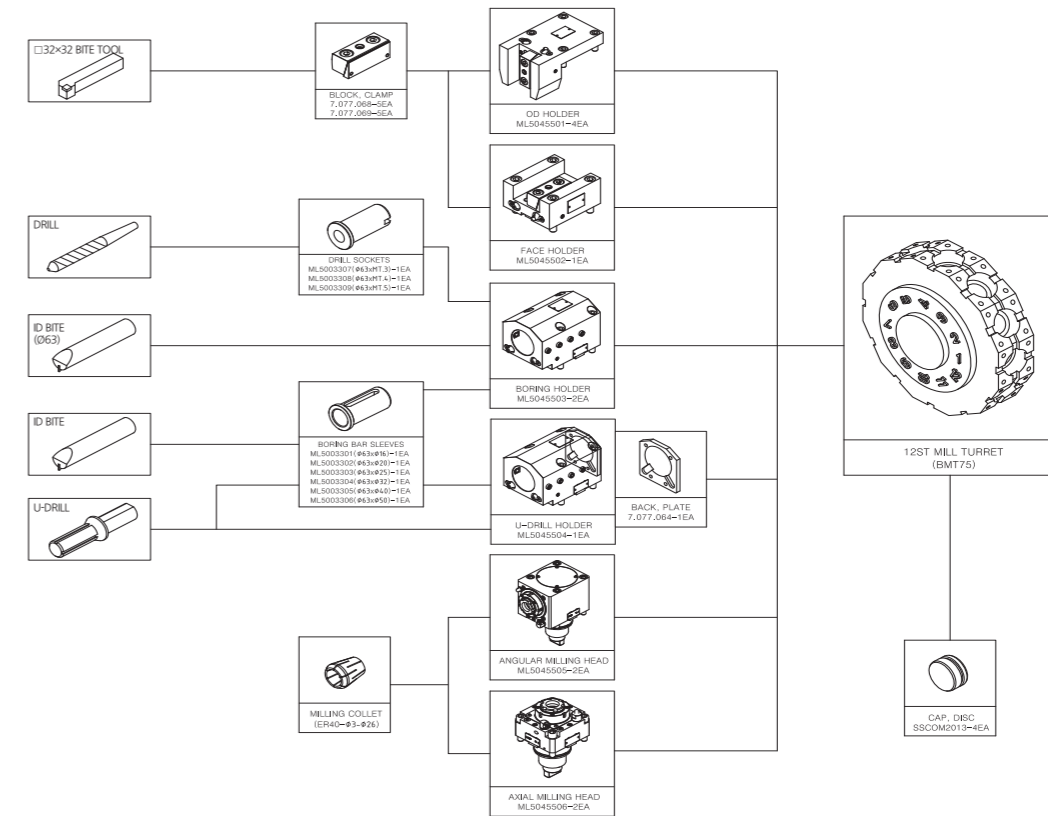 □32×32 BITE TOOL
BLOCK, CLAMP
7.077.068-5EA
7.077.069-5EA
OD HOLDER
ML5045501-4EA
FACE HOLDER
ML5045502-1EA
DRILL
DRILL SOCKETS
ML5003307(Φ63xMT.3)-1EA
ML5003308(Φ63xMT.4)-1EA
ML5003309(Φ63xMT.5)-1EA
ID BITE
(Ø63)
BORING HOLDER
ML5045503-2EA
ID BITE
BORING BAR SLEEVES
ML5003301(Φ63xΦ16)-1EA
ML5003302(Φ63xΦ20)-1EA
ML5003303(Φ63xΦ25)-1EA
ML5003304(Φ63xΦ32)-1EA
ML5003305(Φ63xΦ40)-1EA
ML5003306(Φ63xΦ50)-1EA
U-DRILL
U-DRILL HOLDER
ML5045504-1EA
BACK, PLATE
7.077.064-1EA
12ST MILL TURRET
(BMT75)
ANGULAR MILLING HEAD
ML5045505-2EA
MILLING COLLET
(ER40-Φ3-Φ26)
AXIAL MILLING HEAD
ML5045506-2EA
CAP, DISC
SSCOM2013-4EA